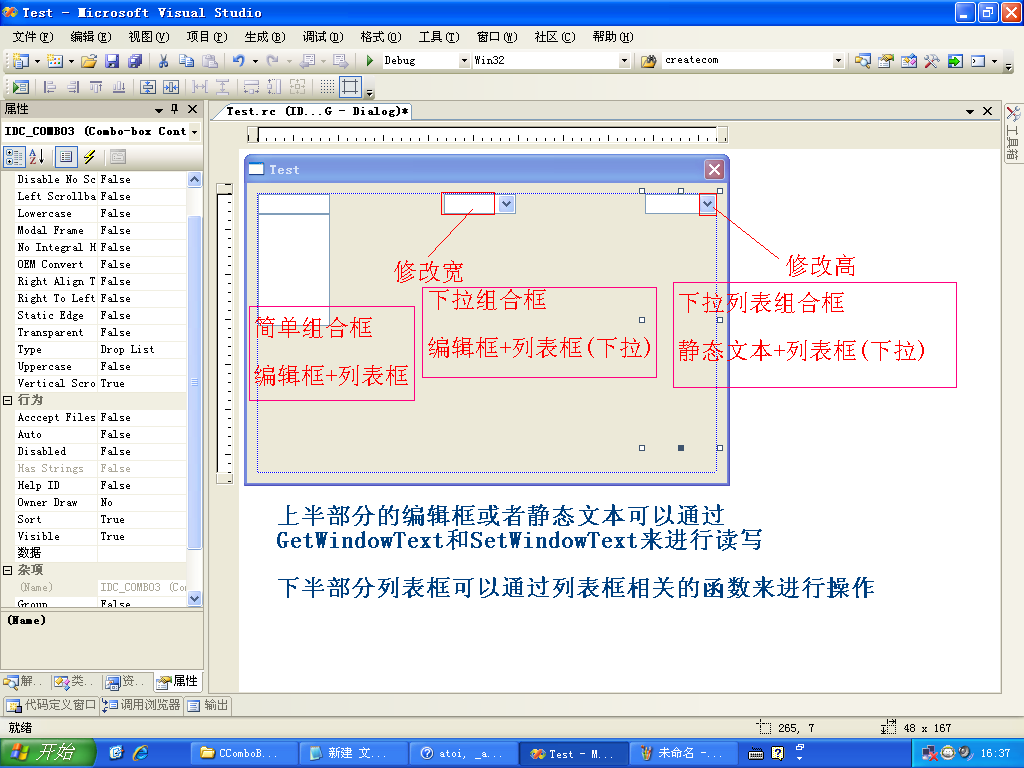 Test - Microsoft Visual Studio
文件(F) 编辑(E) 视图(V) 项目(P) 生成(B) 调试(D) 格式(O) 工具(T) 窗口(W) 社区(C) 帮助(H)
Debug Win32 createcom
属性
Test.rc (ID...G - Dialog)*
IDC_COMBO3 (Combo-box Cont
工具箱
Disable No Sc False
Left Scrollba False
Lowercase False
Modal Frame False
No Integral H False
OEM Convert False
Right Align T False
Right To Left False
Static Edge False
Transparent False
Type Drop List
Uppercase False
Vertical Scro True
行为
Acccept Files False
Auto False
Disabled False
Has Strings False
Help ID False
Owner Draw No
Sort True
Visible True
数据
杂项
(Name) IDC_COMBO3 (Co
Group False
(Name)
解.. 类.. 资.. 属性
代码定义窗口 调用浏览器 输出
Test
修改宽
修改高
简单组合框
编辑框+列表框
下拉组合框
编辑框+列表框(下拉)
下拉列表组合框
静态文本+列表框(下拉)
上半部分的编辑框或者静态文本可以通过
GetWindowText和SetWindowText来进行读写
下半部分列表框可以通过列表框相关的函数来进行操作
就绪 265, 7 48 x 167
开始 CComboB... 新建 文... atoi, _a... Test - M... 未命名 -... 16:37